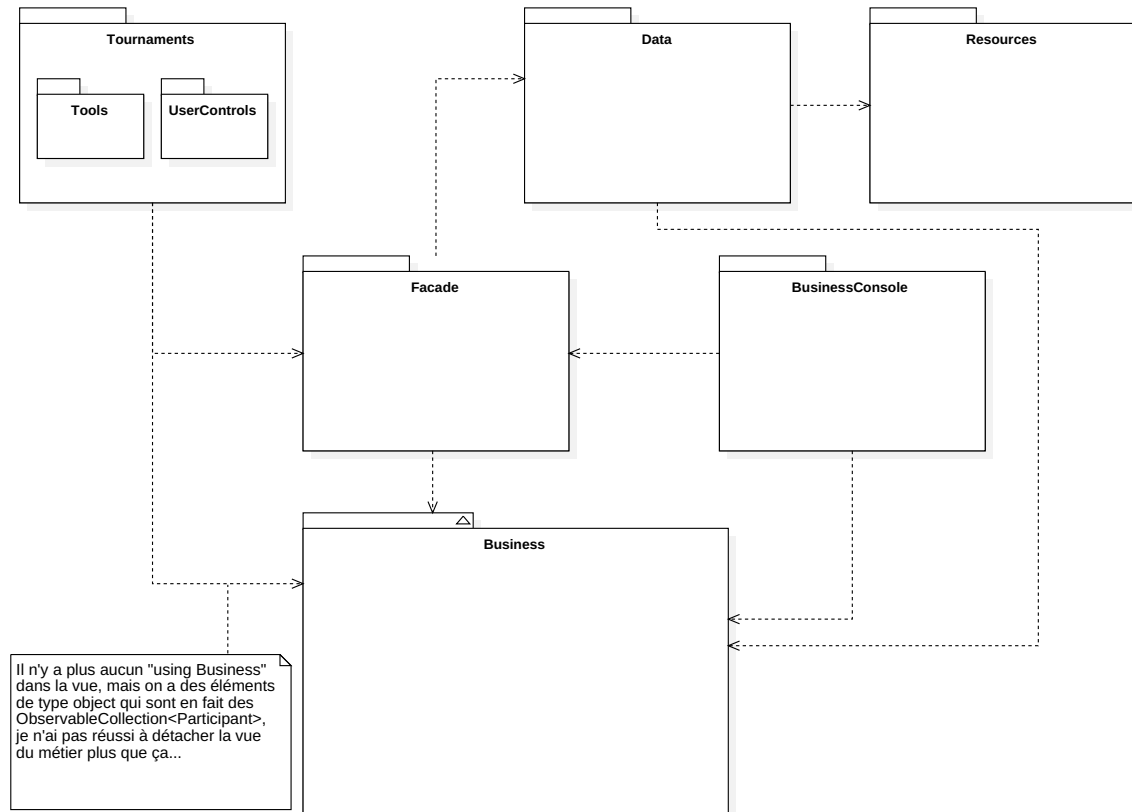 Tournaments
Data
Resources
Tools
UserControls
Facade
BusinessConsole
Business
Il n'y a plus aucun "using Business"
dans la vue, mais on a des éléments
de type object qui sont en fait des
ObservableCollection<Participant>,
je n'ai pas réussi à détacher la vue
du métier plus que ça...